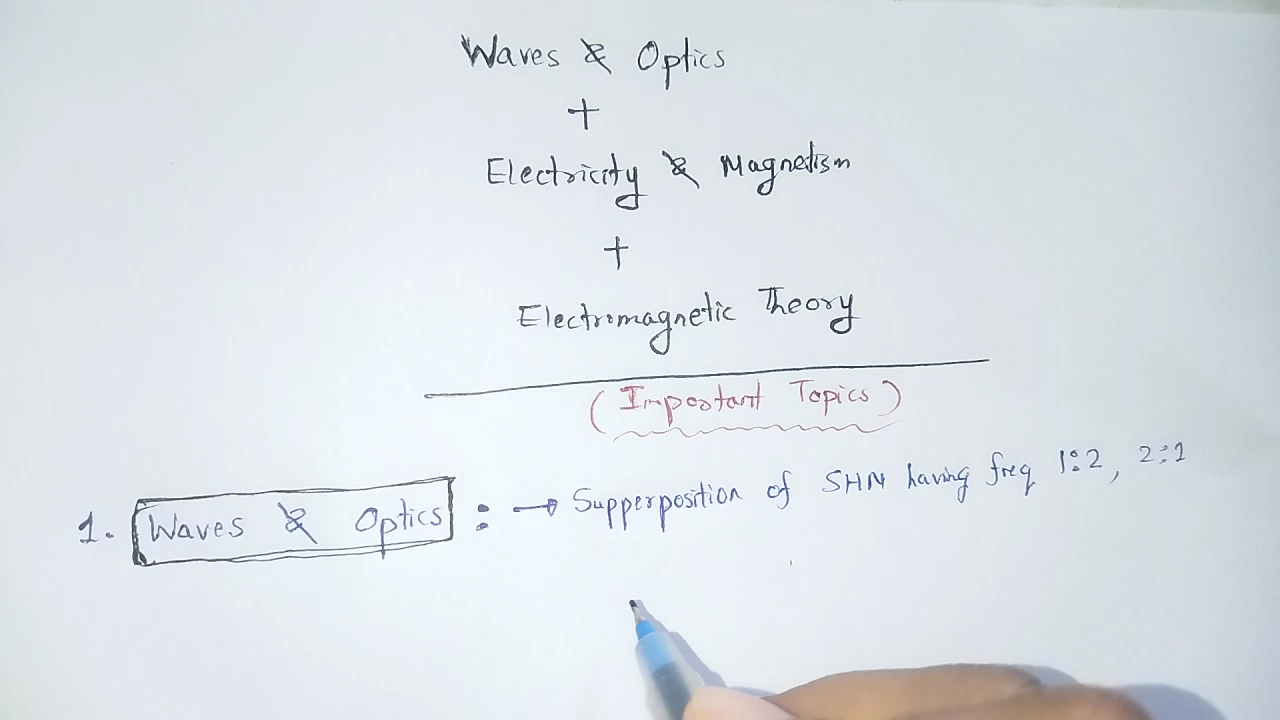 Waves & Optics
+
Electricity & Magnetism
+
Electromagnetic Theory
(Important Topics)
1. Waves & Optics : → Supperposition of SHM having freq 1:2, 2:1